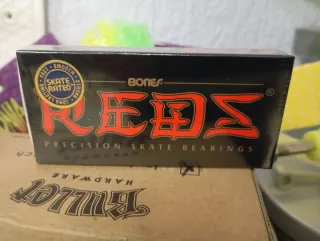 BONES
SKATE
RATED
REDS®
PRECISION SKATE BEARINGS
BULLET
HARDWARE